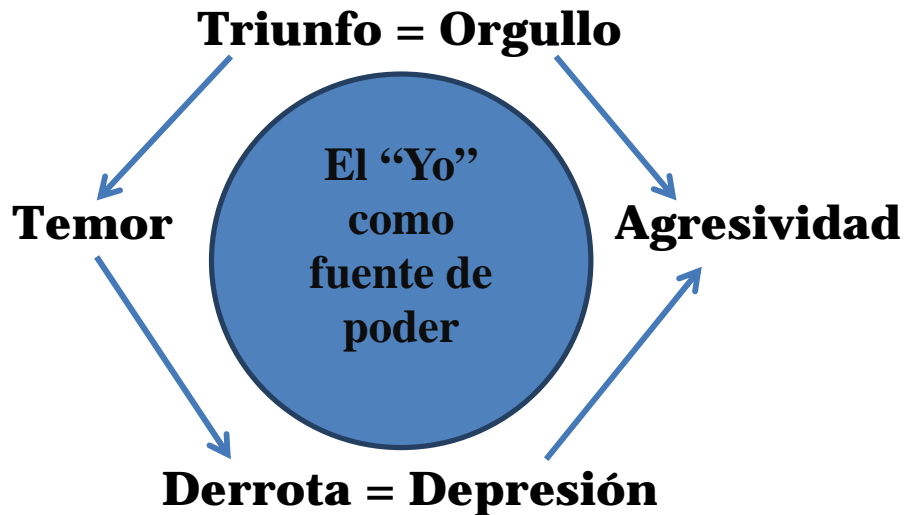 Triunfo = Orgullo
El “Yo”
como
fuente de
poder
Temor
Agresividad
Derrota = Depresión